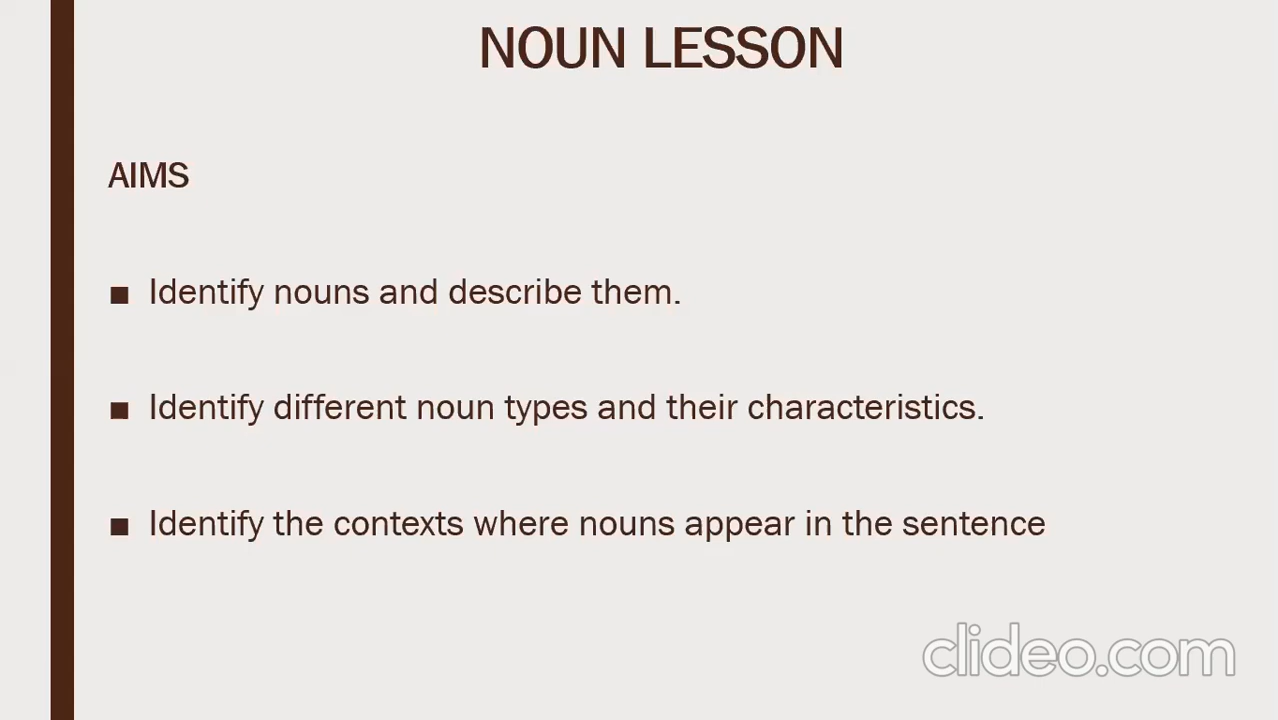 NOUN LESSON
AIMS
■ Identify nouns and describe them.
■ Identify different noun types and their characteristics.
■ Identify the contexts where nouns appear in the sentence
clideo.com